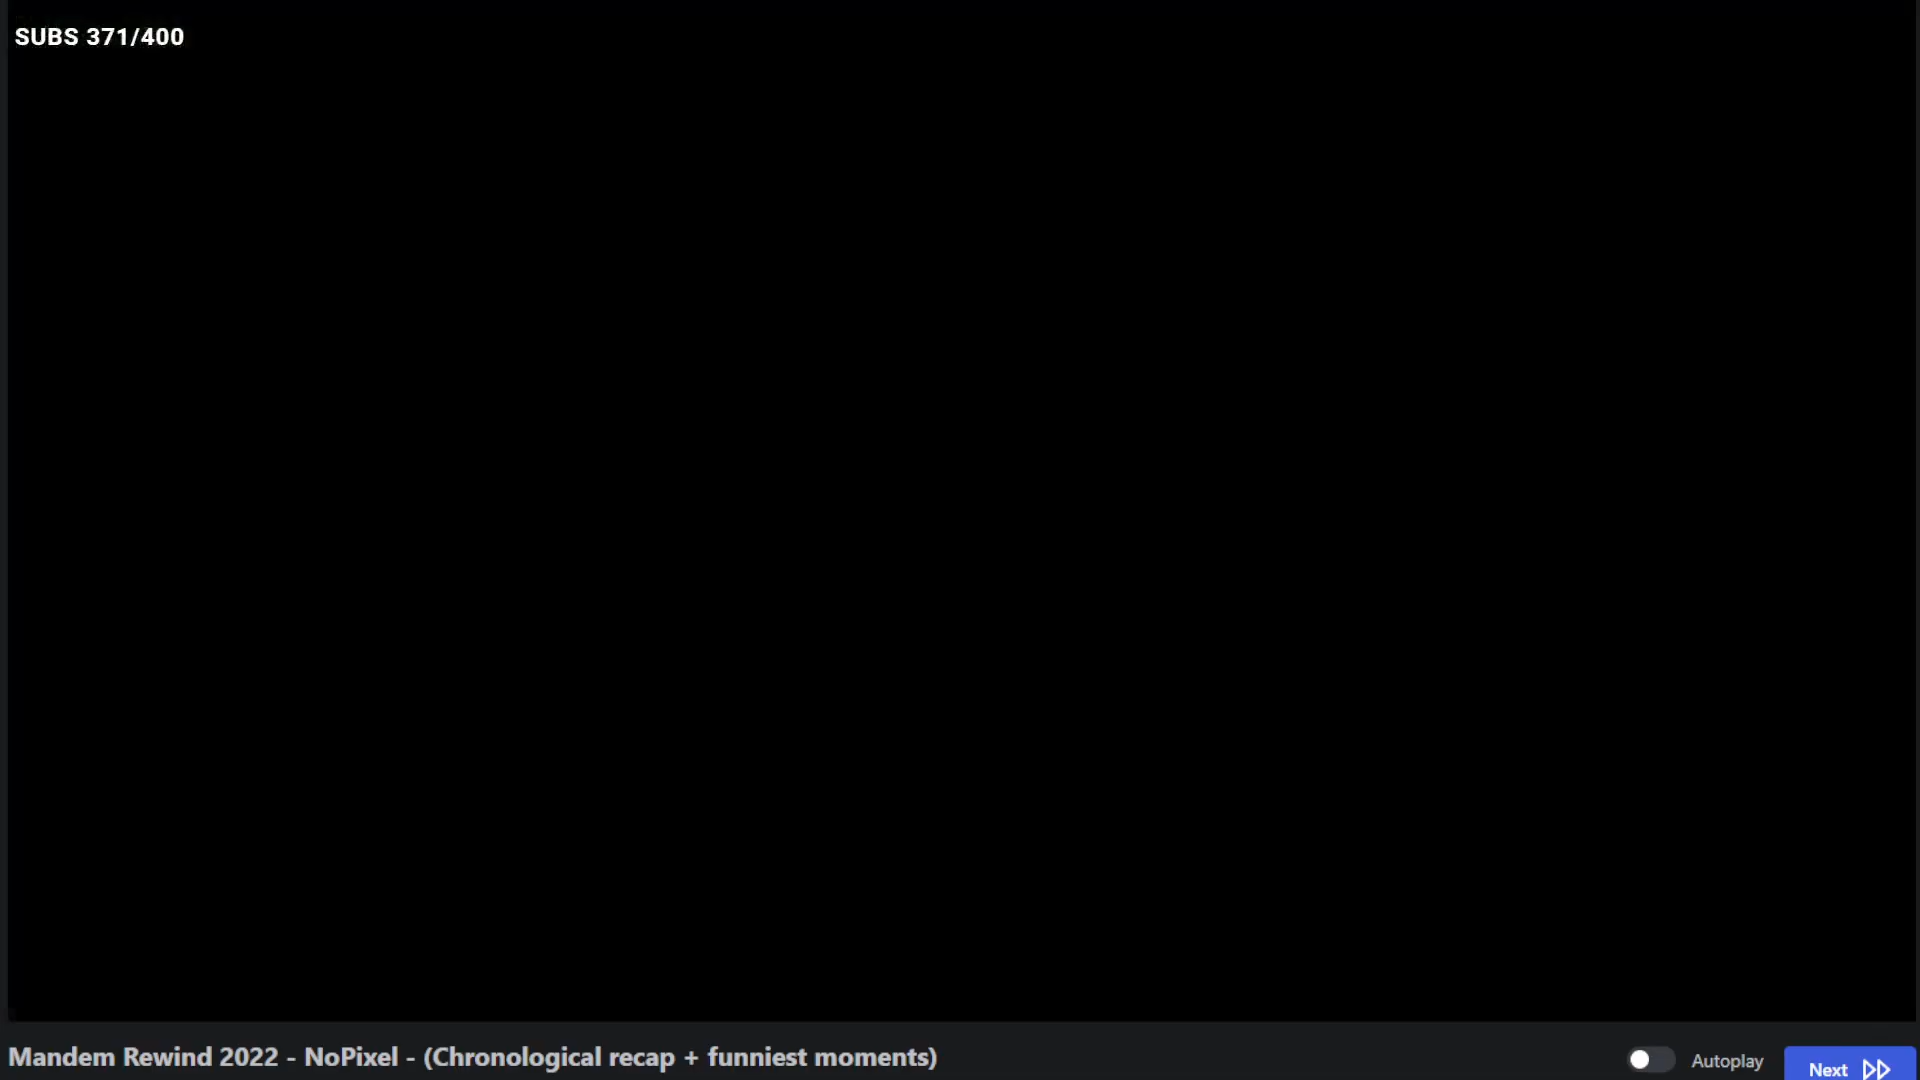 SUBS 371/400
Mandem Rewind 2022 - NoPixel - (Chronological recap + funniest moments)
Autoplay
Next